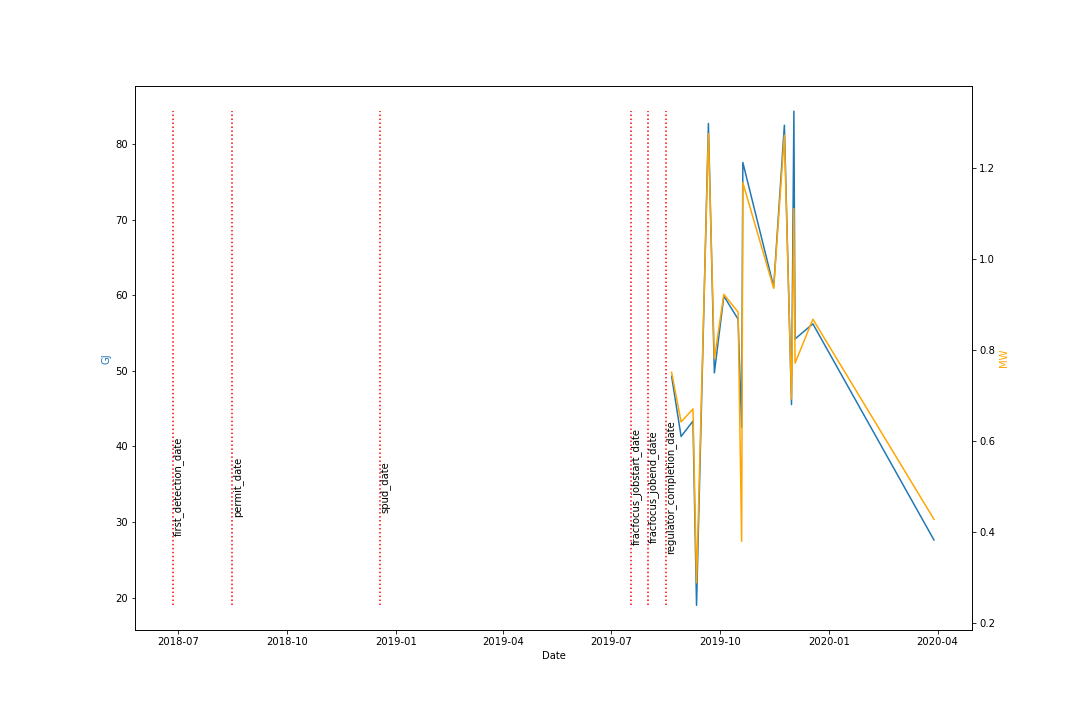 80
70
60
50
40
30
20
GJ
first_detection_date
permit_date
spud_date
fracfocus_jobstart_date
fracfocus_jobend_date
regulator_completion_date
1.2
1.0
0.8
0.6
0.4
0.2
MW
2018-07
2018-10
2019-01
2019-04
2019-07
2019-10
2020-01
2020-04
Date